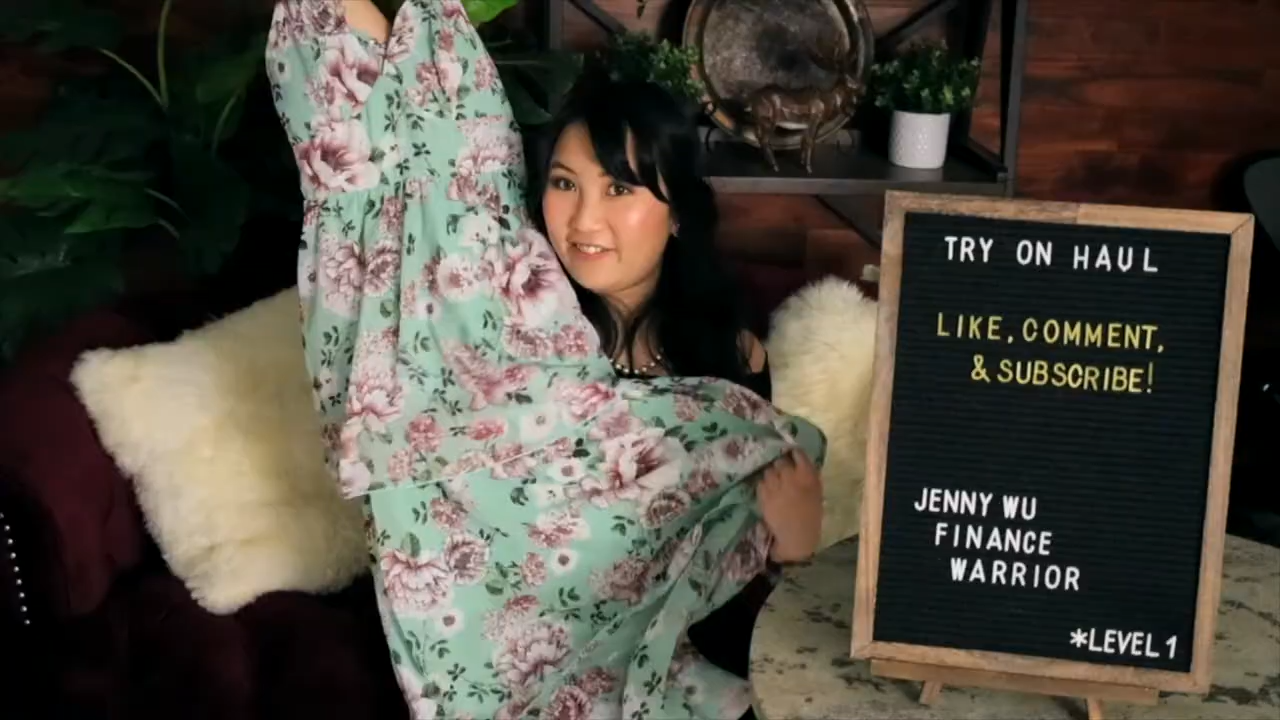 TRY ON HAUL
LIKE, COMMENT,
& SUBSCRIBE!
JENNY WU
FINANCE
WARRIOR
*LEVEL 1